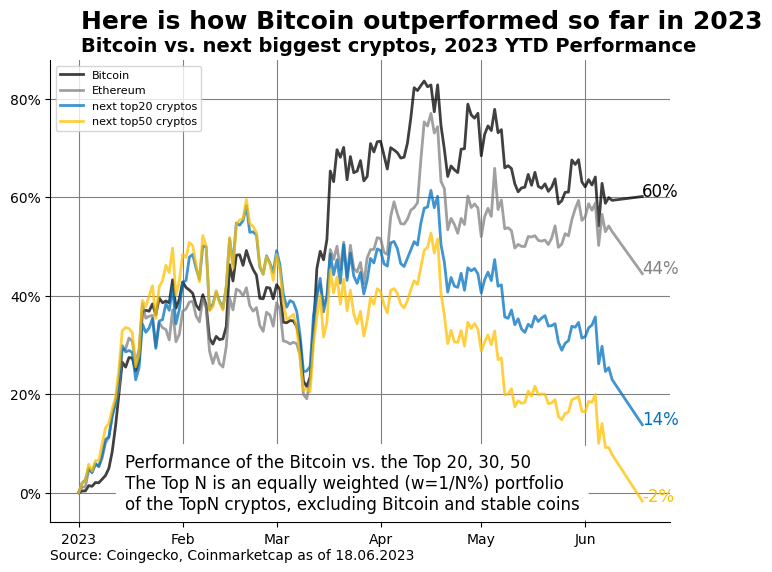 Here is how Bitcoin outperformed so far in 2023
Bitcoin vs. next biggest cryptos, 2023 YTD Performance
Bitcoin
Ethereum
next top20 cryptos
next top50 cryptos
80%
60%
40%
20%
0%
60%
44%
14%
-2%
Performance of the Bitcoin vs. the Top 20, 30, 50
The Top N is an equally weighted (w=1/N%) portfolio
of the TopN cryptos, excluding Bitcoin and stable coins
2023 Feb Mar Apr May Jun
Source: Coingecko, Coinmarketcap as of 18.06.2023